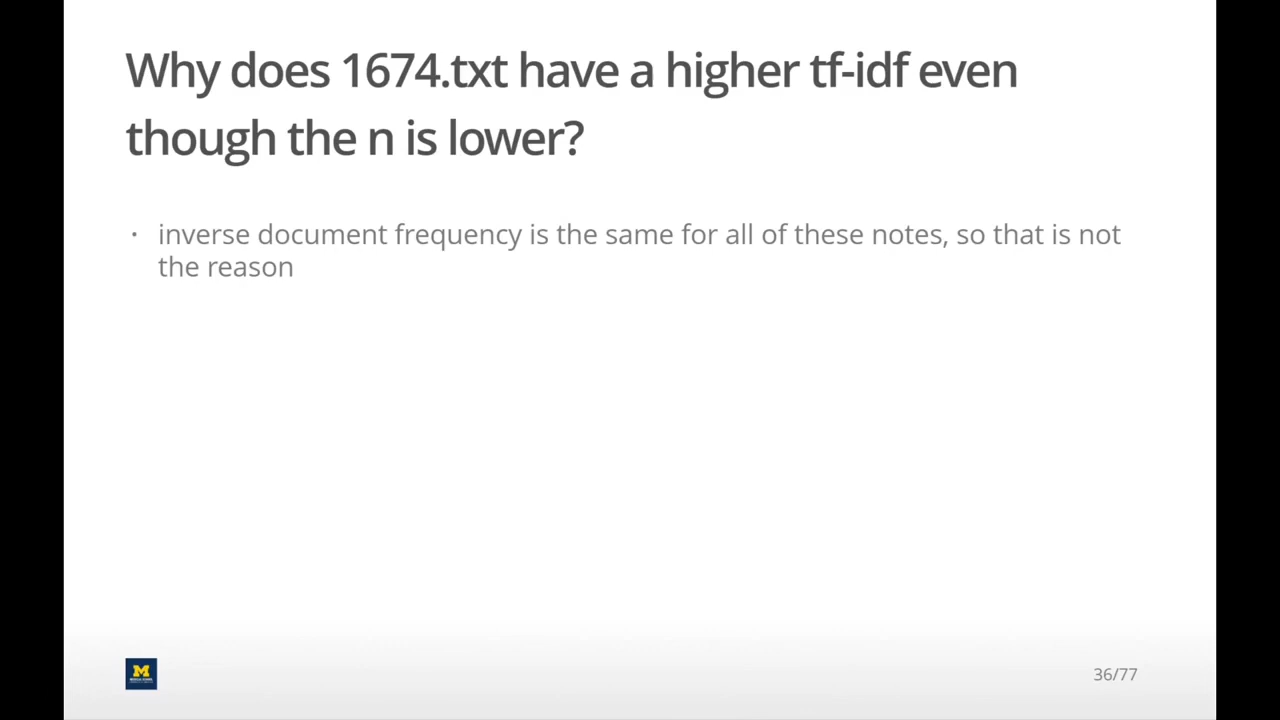 Why does 1674.txt have a higher tf-idf even
though the n is lower?
· inverse document frequency is the same for all of these notes, so that is not
the reason
M
36/77